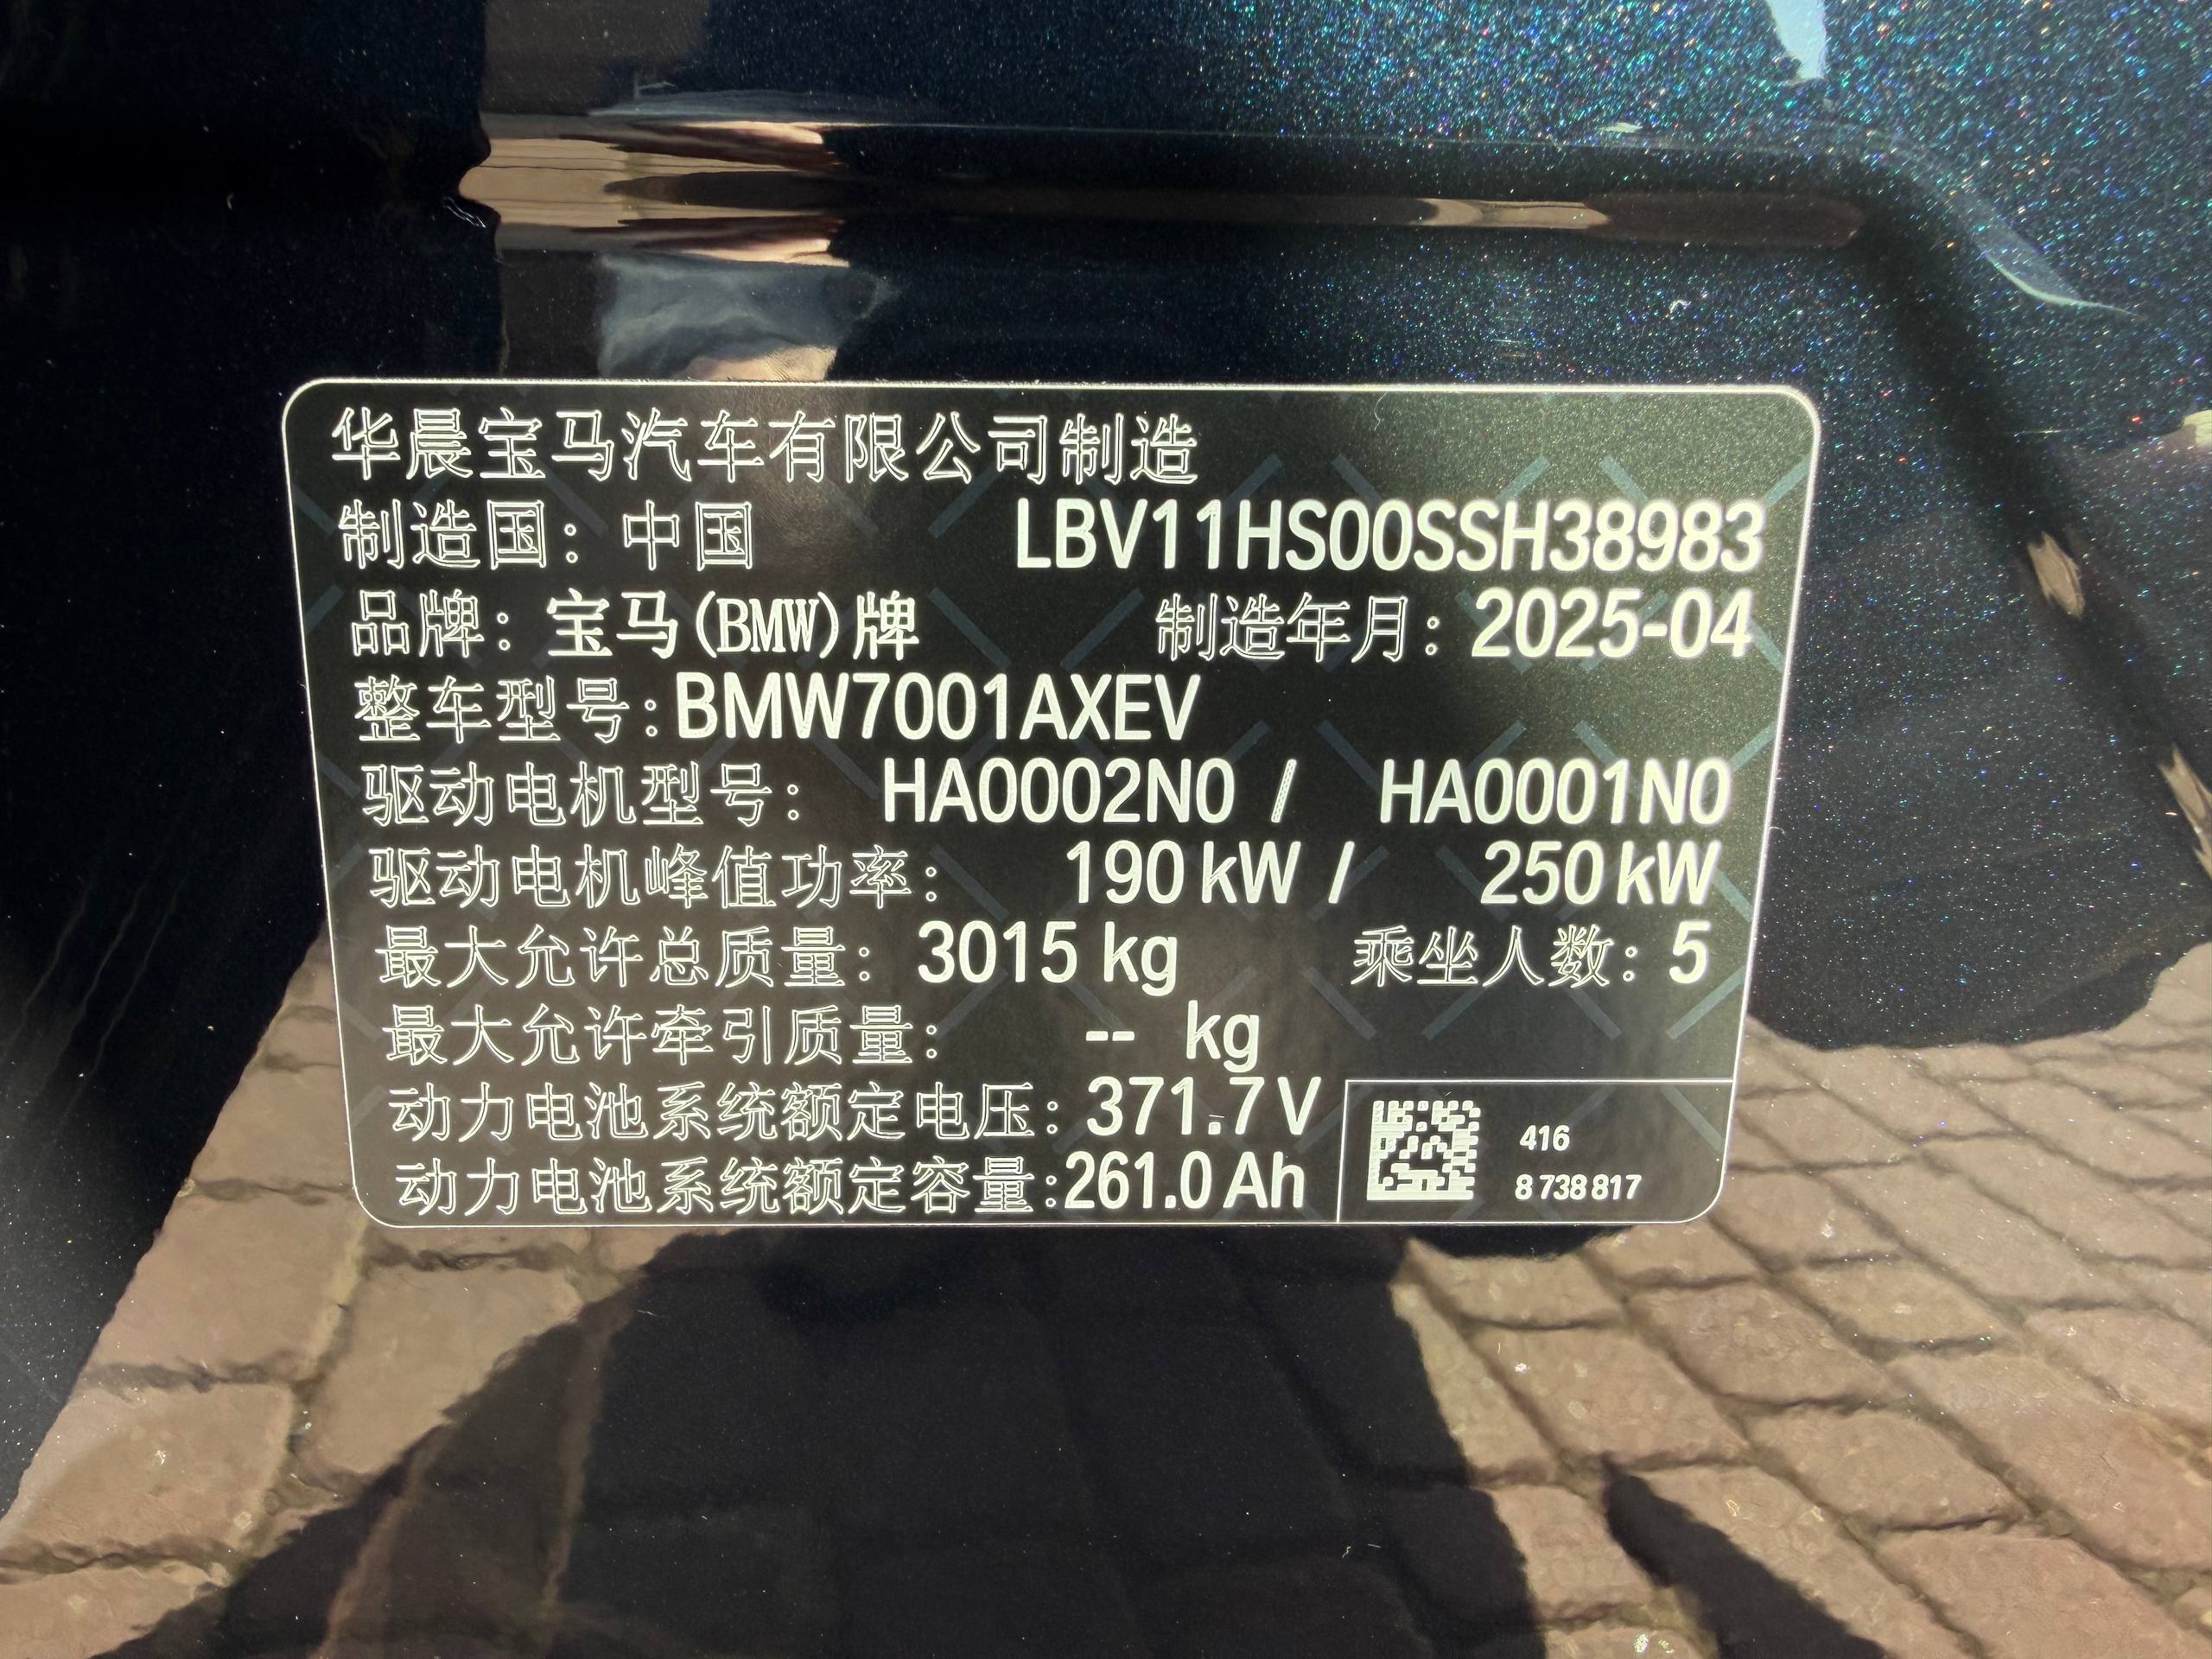 华晨宝马汽车有限公司制造
制造国：中国 LBV11HS00SSH38983
品牌：宝马(BMW)牌 制造年月：2025-04
整车型号:BMW7001AXEV
驱动电机型号： HA0002N0 / HA0001N0
驱动电机峰值功率： 190 kW / 250 kW
最大允许总质量：3015 kg 乘坐人数：5
最大允许牵引质量： -- kg
动力电池系统额定电压：371.7 V
动力电池系统额定容量:261.0 Ah
416
8 738 817